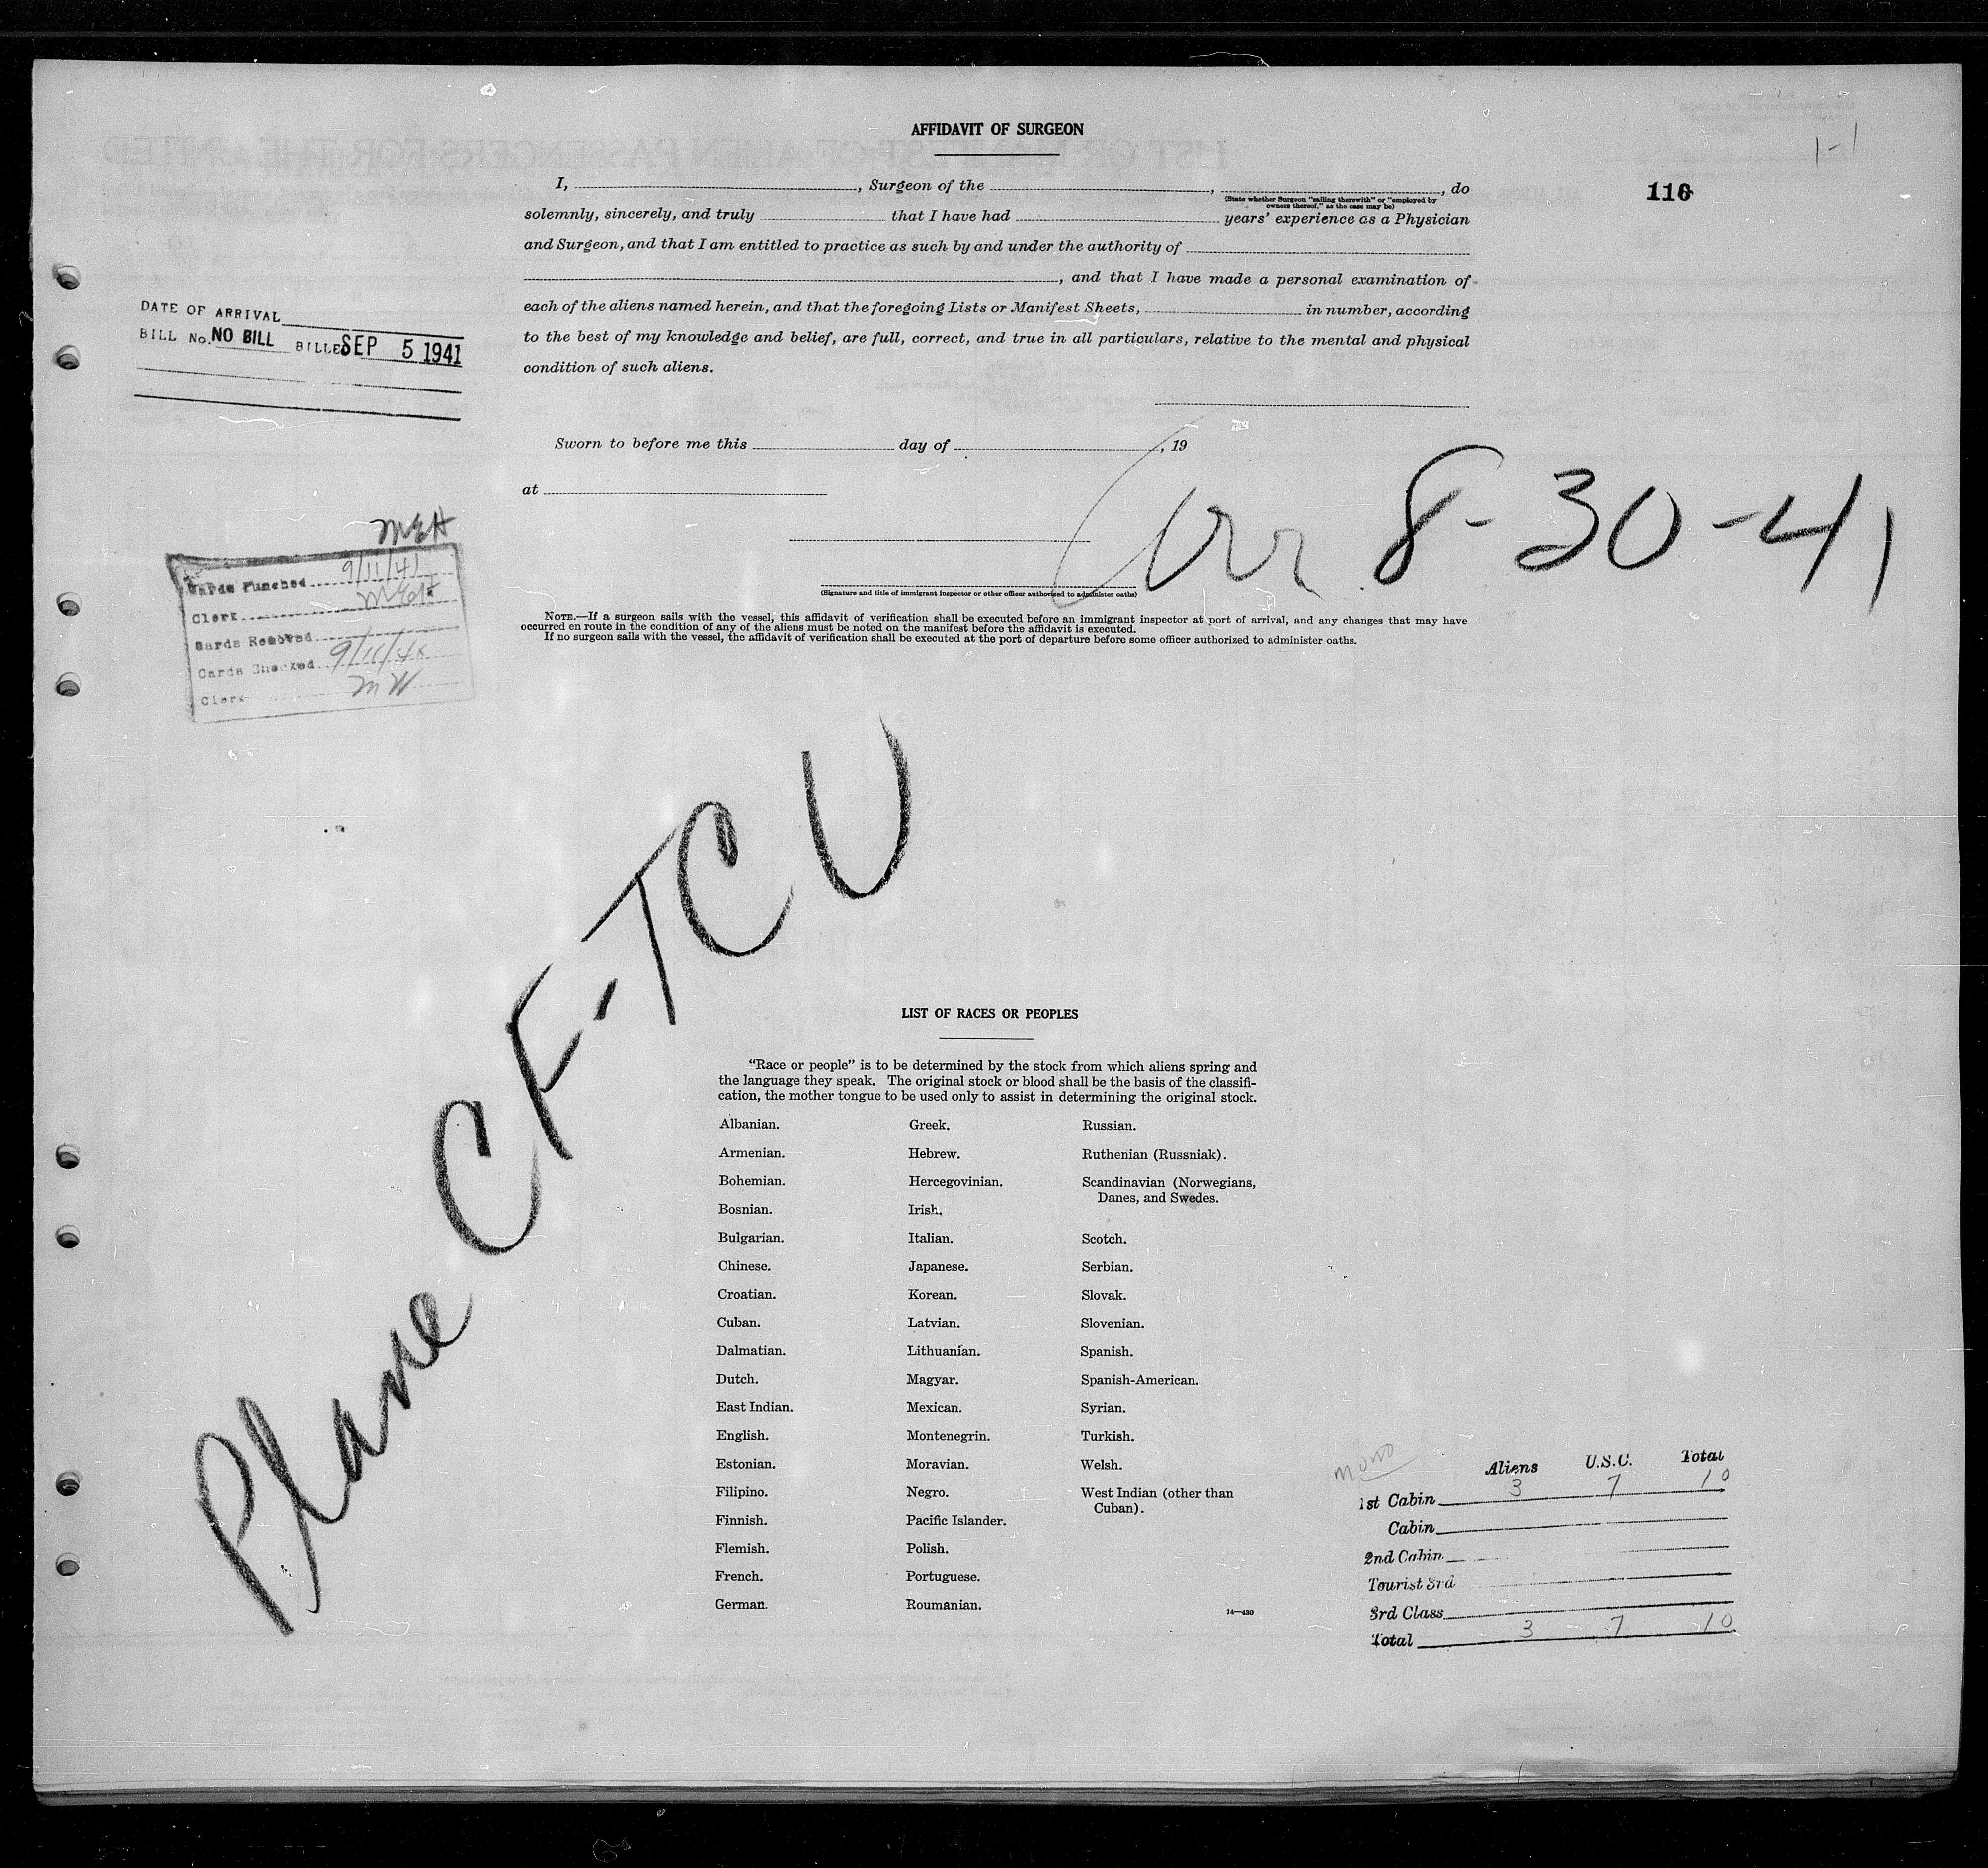 AFFIDAVIT OF SURGEON
1-1
116
I, , Surgeon of the , , do
(State whether Surgeon "sailing therewith" or "employed by
owners thereof," as the case may be)
solemnly, sincerely, and truly that I have had years' experience as a Physician
and Surgeon, and that I am entitled to practice as such by and under the authority of
, and that I have made a personal examination of
each of the aliens named herein, and that the foregoing Lists or Manifest Sheets, in number, according
to the best of my knowledge and belief, are full, correct, and true in all particulars, relative to the mental and physical
condition of such aliens.
DATE OF ARRIVAL
BILL No. NO BILL BILLE SEP 5 1941
Sworn to before me this day of , 19
at
Arr 8-30-41
(Signature and title of immigrant inspector or other officer authorized to administer oaths)
NOTE.—If a surgeon sails with the vessel, this affidavit of verification shall be executed before an immigrant inspector at port of arrival, and any changes that may have
occurred en route in the condition of any of the aliens must be noted on the manifest before the affidavit is executed.
If no surgeon sails with the vessel, the affidavit of verification shall be executed at the port of departure before some officer authorized to administer oaths.
MEH
Cards Punched 9/11/41
Clerk MEH
Cards Removed
Cards Checked 9/11/41
Clerk MW
Plane CF-TCU
LIST OF RACES OR PEOPLES
"Race or people" is to be determined by the stock from which aliens spring and
the language they speak. The original stock or blood shall be the basis of the classifi-
cation, the mother tongue to be used only to assist in determining the original stock.
Albanian. Greek. Russian.
Armenian. Hebrew. Ruthenian (Russniak).
Bohemian. Hercegovinian. Scandinavian (Norwegians,
Danes, and Swedes.
Bosnian. Irish.
Bulgarian. Italian. Scotch.
Chinese. Japanese. Serbian.
Croatian. Korean. Slovak.
Cuban. Latvian. Slovenian.
Dalmatian. Lithuanian. Spanish.
Dutch. Magyar. Spanish-American.
East Indian. Mexican. Syrian.
English. Montenegrin. Turkish.
Estonian. Moravian. Welsh.
Filipino. Negro. West Indian (other than
Cuban).
Finnish. Pacific Islander.
Flemish. Polish.
French. Portuguese.
German. Roumanian.
14—430
Aliens U.S.C. Total
1st Cabin 3 7 10
Cabin
2nd Cabin
Tourist 3rd
3rd Class
Total 3 7 10